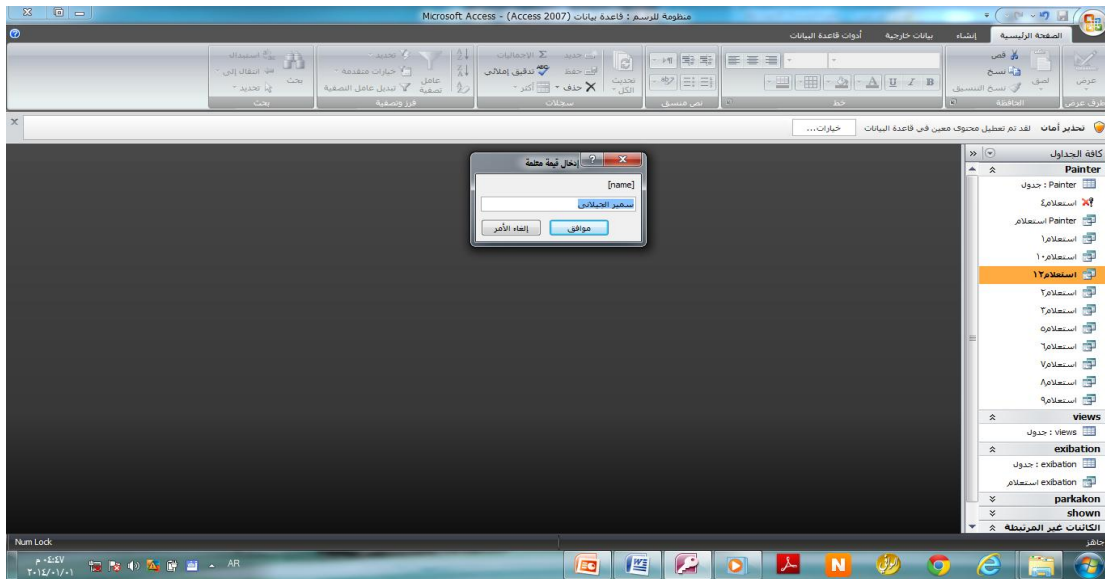 منظومة للرسم : قاعدة بيانات (Access 2007) - Microsoft Access
الصفحة الرئيسية
إنشاء
بيانات خارجية
أدوات قاعدة البيانات
عرض
طرق عرض
لصق
قص
نسخ
نسخ التنسيق
الحافظة
B I U A
خط
نص منسق
تحديث الكل
جديد
حفظ
حذف
الإجماليات
تدقيق إملائي
أكثر
سجلات
عامل تصفية
تحديد
خيارات متقدمة
تبديل عامل التصفية
فرز وتصفية
بحث
استبدال
انتقال إلى
تحديد
بحث
تحذير أمان لقد تم تعطيل محتوى معين في قاعدة البيانات
خيارات...
إدخال قيمة معلمة
[name]
سمير الجيلاني
موافق
إلغاء الأمر
كافة الجداول
Painter
Painter : جدول
استعلام٤
Painter استعلام
استعلام١
استعلام١٠
استعلام١٢
استعلام٢
استعلام٣
استعلام٥
استعلام٦
استعلام٧
استعلام٨
استعلام٩
views
views : جدول
exibation
exibation : جدول
exibation استعلام
parkakon
shown
الكائنات غير المرتبطة
جاهز
Num Lock
AR
٠٤:٤٧ م
٢٠١٤/٠١/٠١